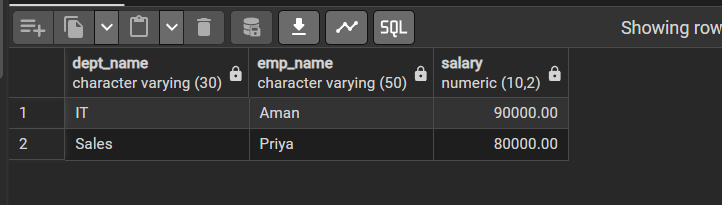 SQL
Showing row
dept_name emp_name salary
character varying (30) character varying (50) numeric (10,2)
1 IT Aman 90000.00
2 Sales Priya 80000.00